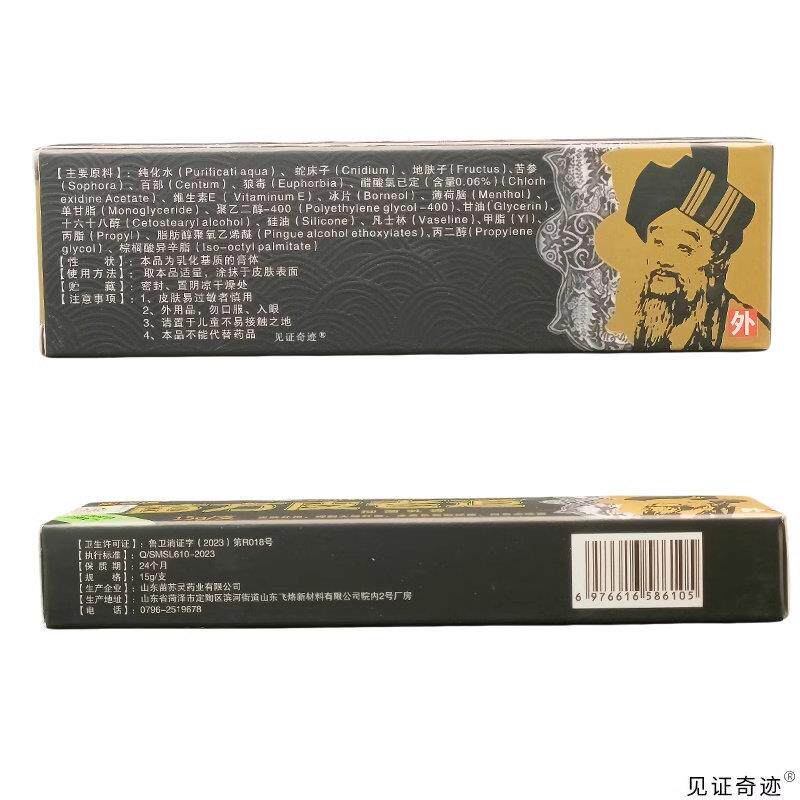 【主要原料】：纯化水(Purificati aqua)、蛇床子(Cnidium)、地肤子(Fructus)、苦参
(Sophora)、百部(Centum)、狼毒(Euphorbia)、醋酸氯已定(含量0.06%)(Chlorh
exidine Acetate)、维生素E(Vitaminum E)、冰片(Borneol)、薄荷脑(Menthol)、
单甘脂(Monoglyceride)、聚乙二醇-400(Polyethylene glycol-400)、甘油(Glycerin)、
十六十八醇(Cetostearyl alcohol)、硅油(Silicone)、凡士林(Vaseline)、甲脂(YI)、
丙脂(Propyl)、脂肪醇聚氧乙烯醚(Pingue alcohol ethoxylates)、丙二醇(Propylene
glycol)、棕榈酸异辛脂(Iso-octyl palmitate)
【性 状】：本品为乳化基质的膏体
【使用方法】：取本品适量，涂抹于皮肤表面
【贮 藏】：密封、置阴凉干燥处
【注意事项】：1、皮肤易过敏者慎用
2、外用品，勿口服、入眼
3、请置于儿童不易接触之地
4、本品不能代替药品
见证奇迹®
外
15g/支
【卫生许可证】：鲁卫消证字（2023）第R018号
【执行标准】：Q/SMSL610-2023
【保 质 期】：24个月
【规 格】：15g/支
【生产企业】：山东苗苏灵药业有限公司
【生产地址】：山东省菏泽市定陶区滨河街道山东飞烙新材料有限公司院内2号厂房
【电 话】：0796-2519678
6 976616 586105
见证奇迹®